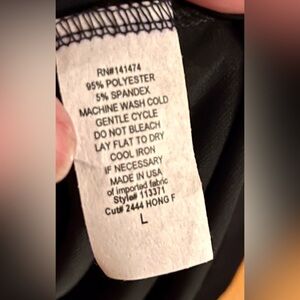 RN#141474
95% POLYESTER
5% SPANDEX
MACHINE WASH COLD
GENTLE CYCLE
DO NOT BLEACH
LAY FLAT TO DRY
COOL IRON
IF NECESSARY
MADE IN USA
of imported fabric
Style# 113371
Cut# 2444 HONG F
L